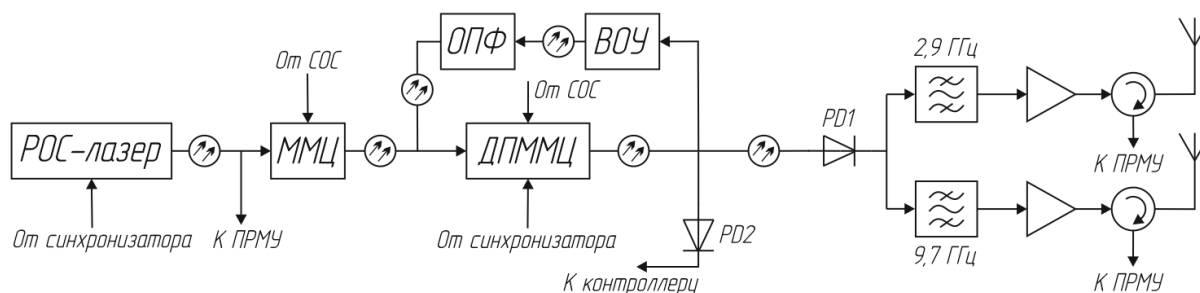 ОПФ
ВОУ
2,9 ГГц
От СОС
От СОС
PD1
РОС-лазер
ММЦ
ДПММЦ
К ПРМУ
От синхронизатора
К ПРМУ
От синхронизатора
PD2
9,7 ГГц
К контроллеру
К ПРМУ